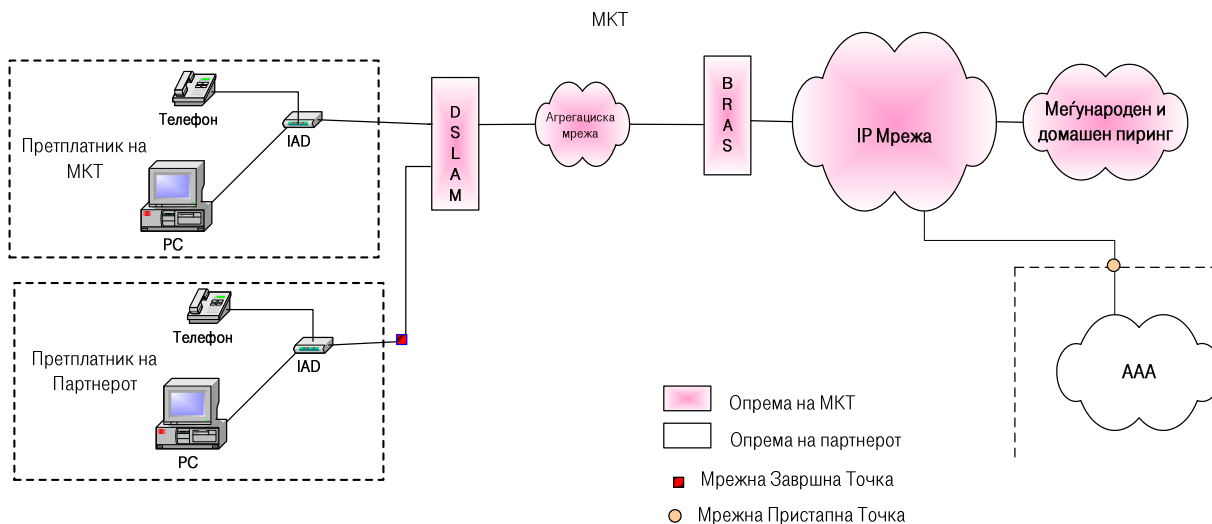 МКТ
Телефон
IAD
Претплатник на
МКТ
PC
D
S
L
A
M
Агрегациска
мрежа
B
R
A
S
IP Мрежа
Меѓународен и
домашен пиринг
Телефон
IAD
Претплатник на
Партнерот
PC
AAA
Опрема на МКТ
Опрема на партнерот
Мрежна Завршна Точка
Мрежна Пристапна Точка